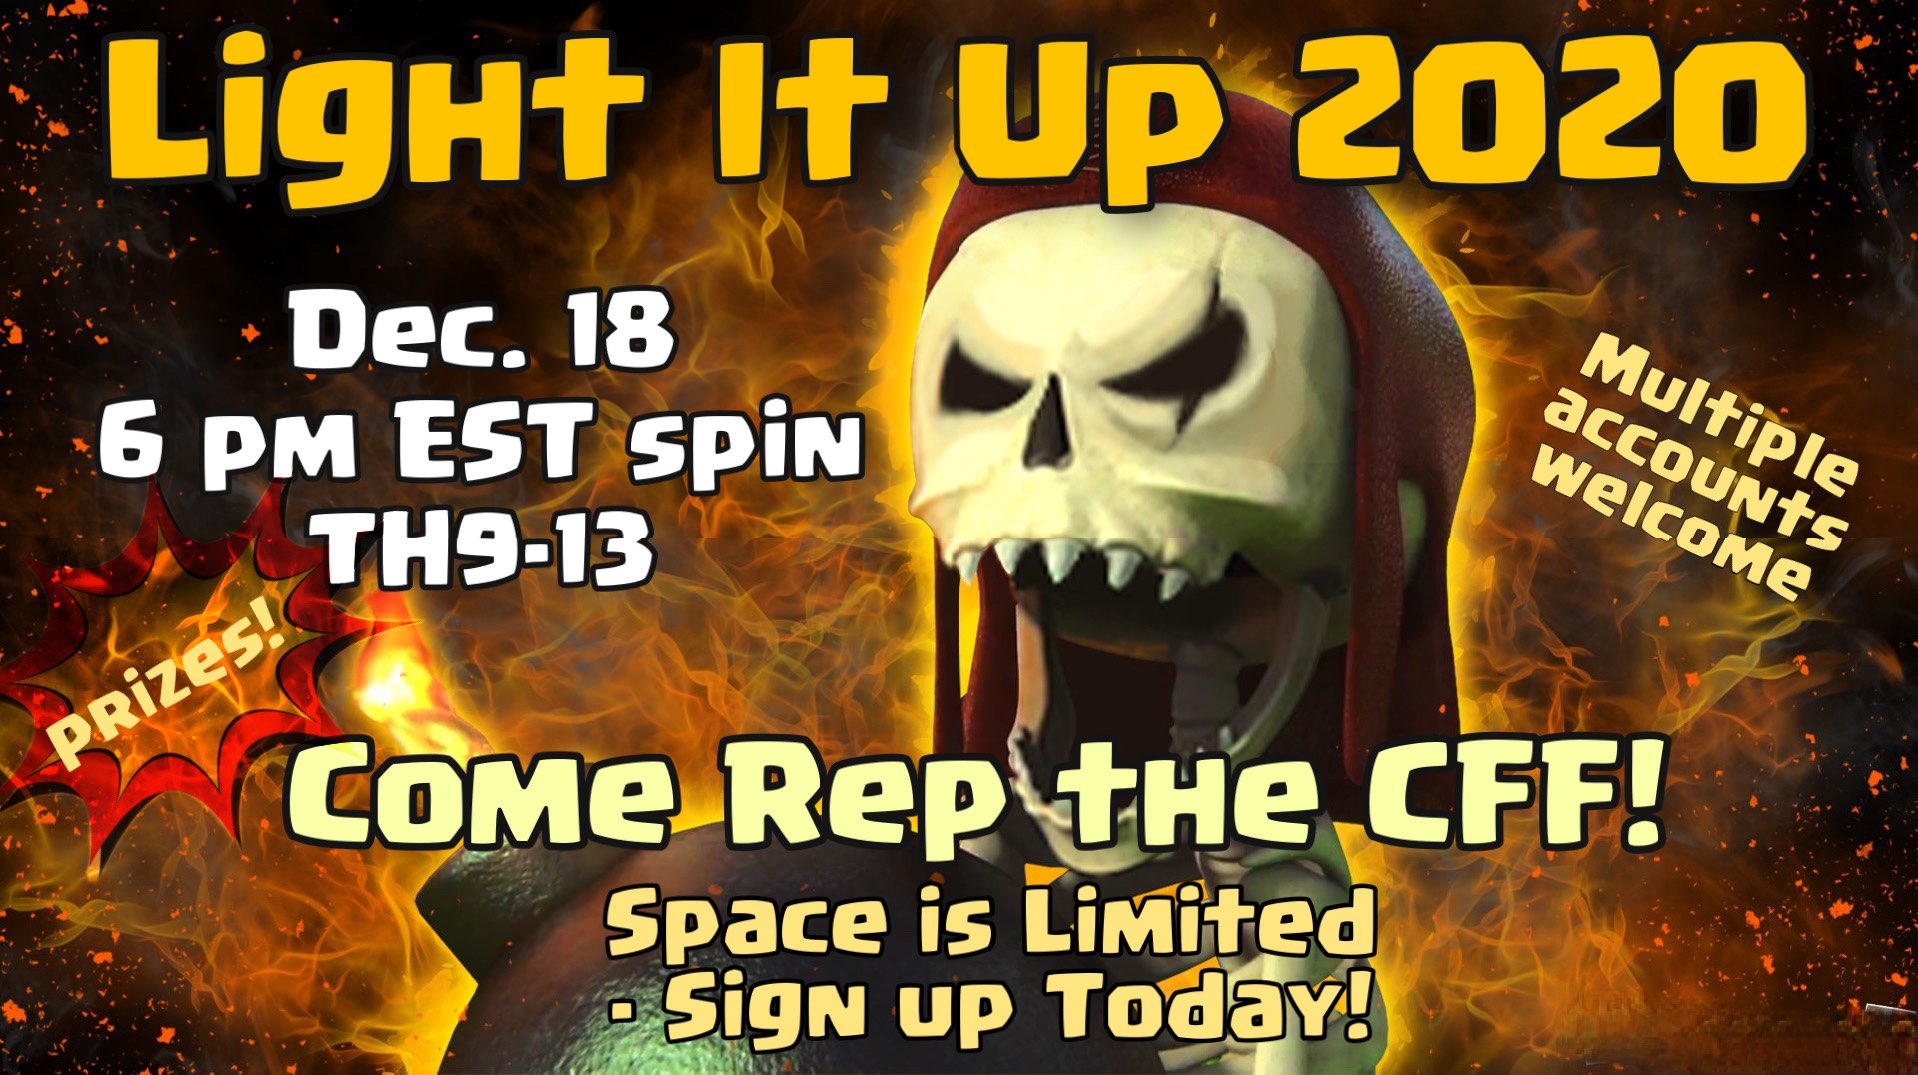 Light It Up 2020
Dec. 18
6 pm EST spin
TH9-13
Multiple
accounts
welcome
Prizes!
Come Rep the CFF!
Space is Limited
- Sign up Today!